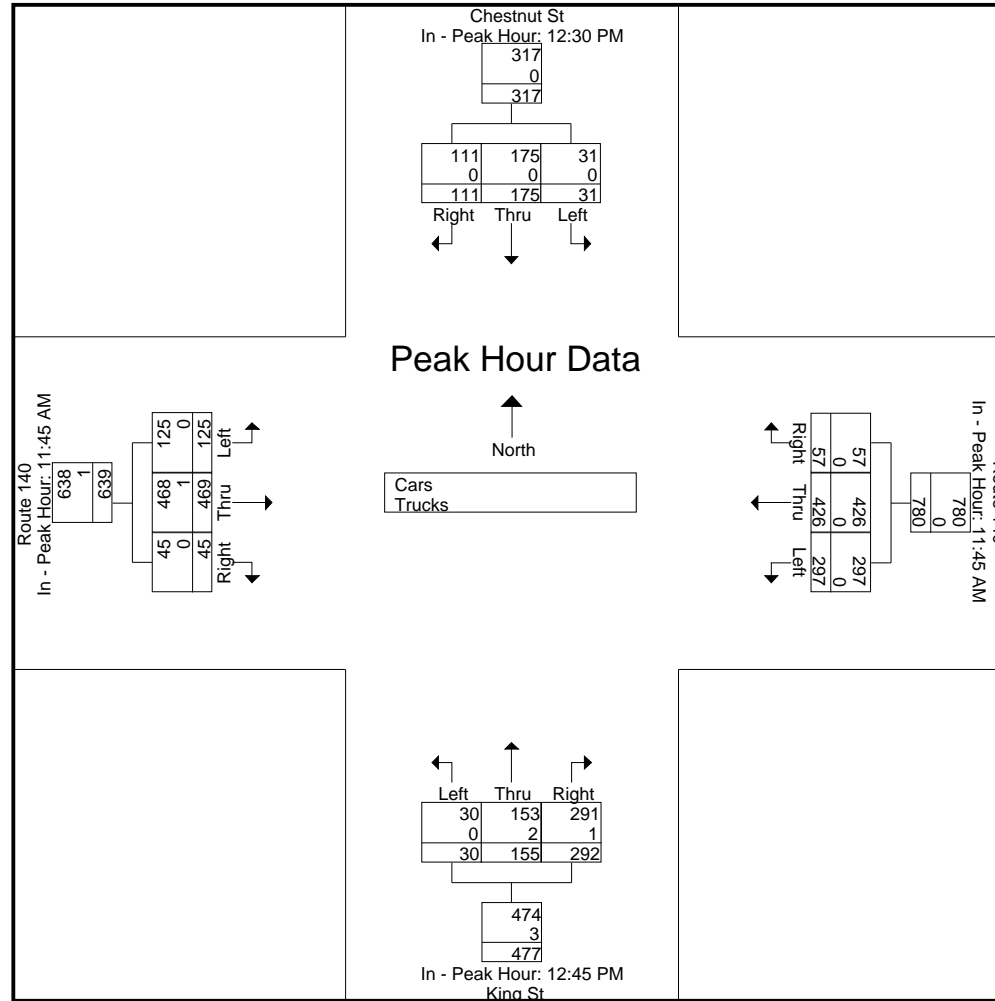 Chestnut St
In - Peak Hour: 12:30 PM
317
0
317
111 175 31
0 0 0
111 175 31
Right Thru Left
Peak Hour Data
North
Cars
Trucks
Route 140
In - Peak Hour: 11:45 AM
638
1
639
125 0 125
Left
468 1 469
Thru
45 0 45
Right
In - Peak Hour: 11:45 AM
780
0
780
Right
57 0 57
Thru
426 0 426
Left
297 0 297
Left Thru Right
30 153 291
0 2 1
30 155 292
474
3
477
In - Peak Hour: 12:45 PM
King St